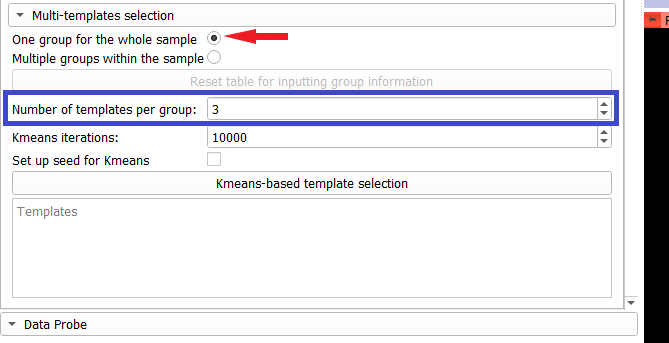 Multi-templates selection
One group for the whole sample
Multiple groups within the sample
Reset table for inputting group information
Number of templates per group: 3
Kmeans iterations: 10000
Set up seed for Kmeans
Kmeans-based template selection
Templates
Data Probe